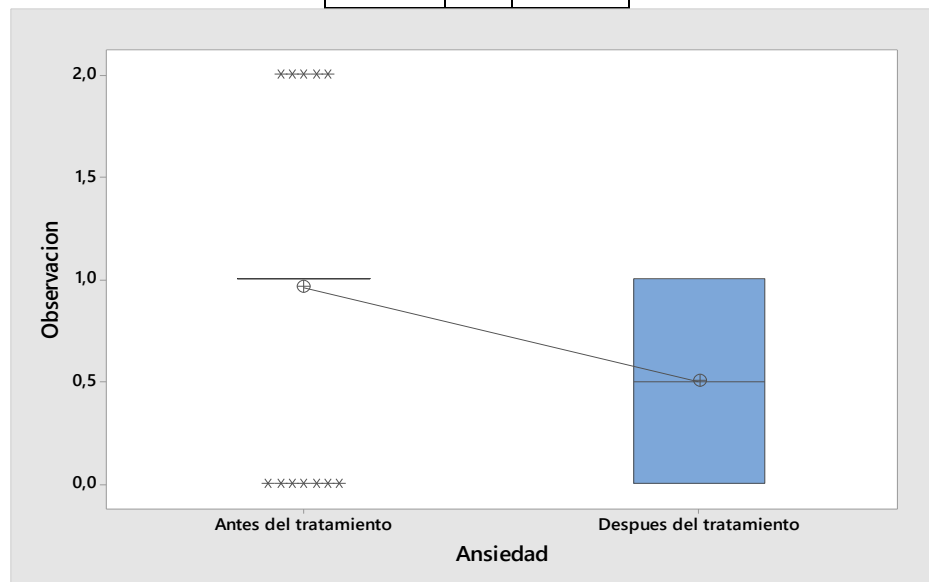 2,0
1,5
1,0
0,5
0,0
Observacion
Antes del tratamiento
Despues del tratamiento
Ansiedad